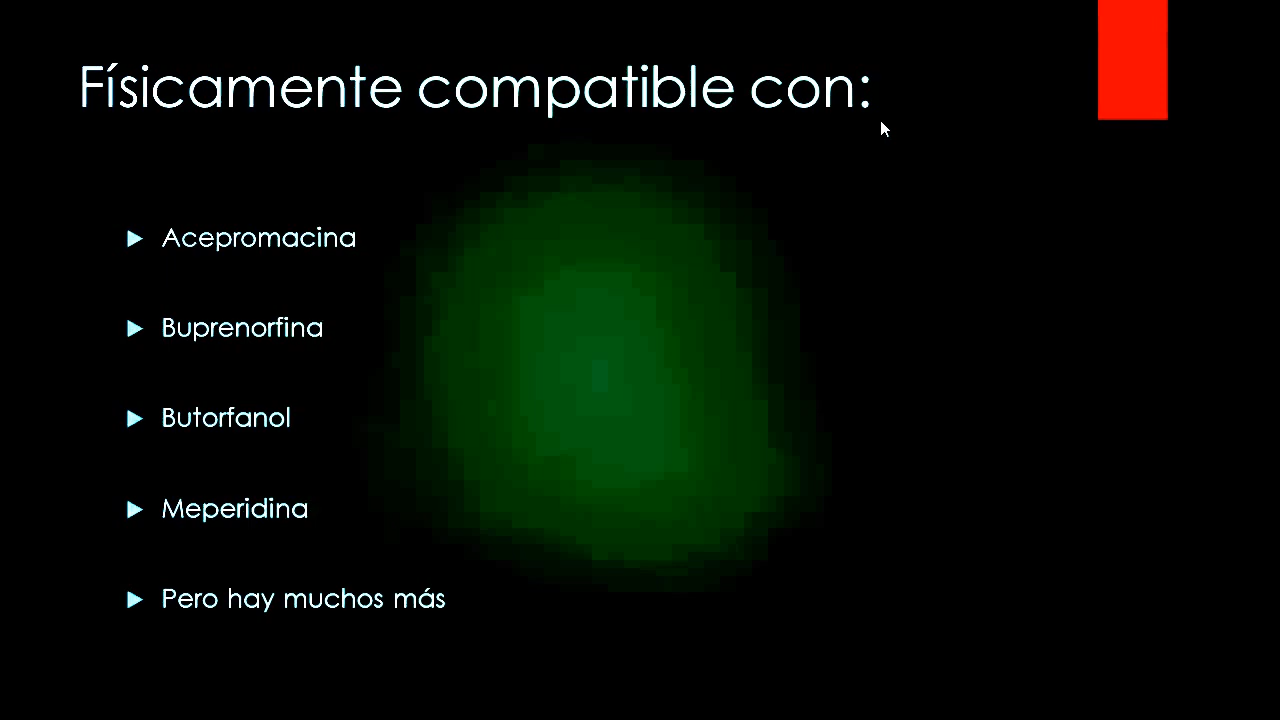 Físicamente compatible con:
Acepromacina
Buprenorfina
Butorfanol
Meperidina
Pero hay muchos más